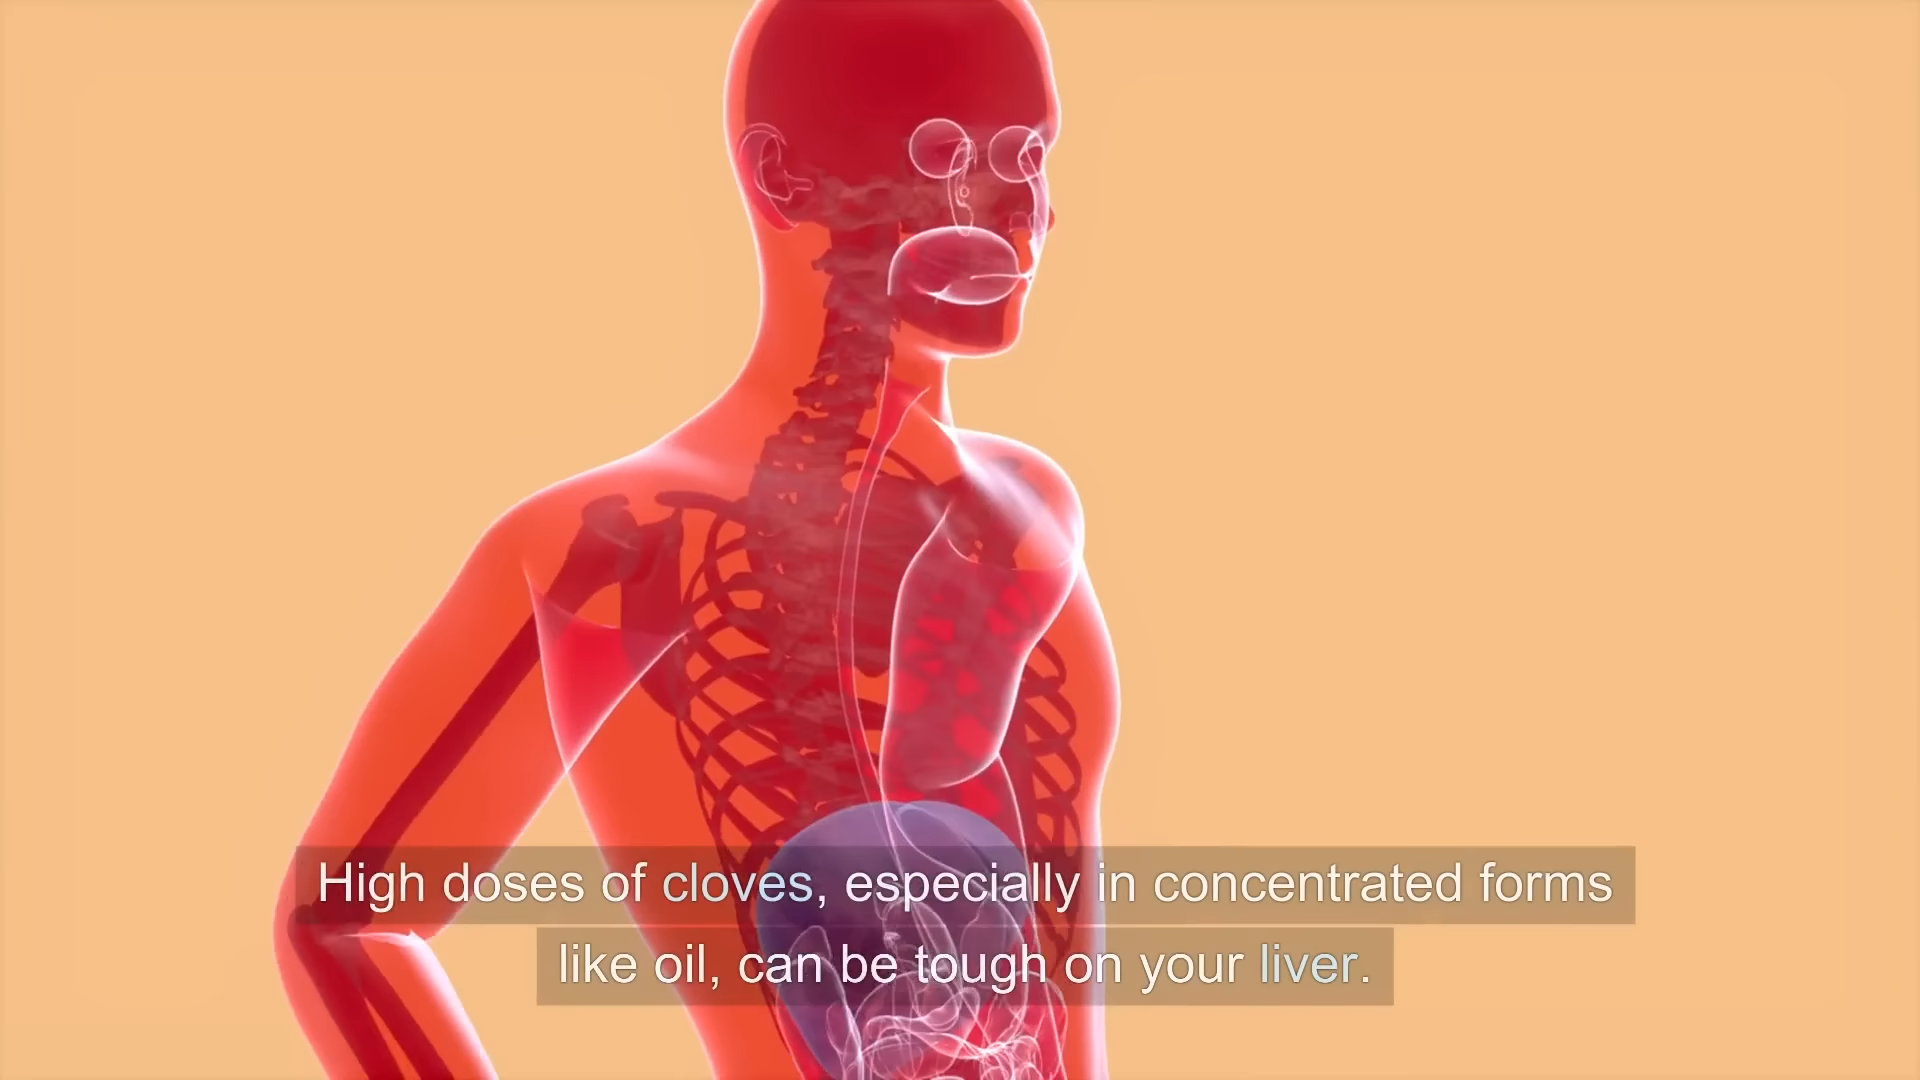 High doses of cloves, especially in concentrated forms
like oil, can be tough on your liver.